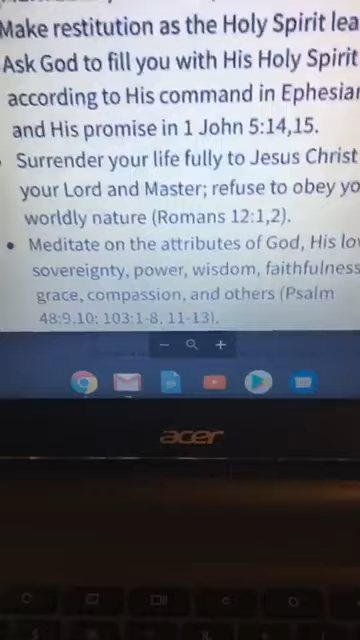 Make restitution as the Holy Spirit lea
Ask God to fill you with His Holy Spirit
according to His command in Ephesian
and His promise in 1 John 5:14,15.
Surrender your life fully to Jesus Christ
your Lord and Master; refuse to obey yo
worldly nature (Romans 12:1,2).
• Meditate on the attributes of God, His lov
sovereignty, power, wisdom, faithfulness
grace, compassion, and others (Psalm
48:9,10; 103:1-8, 11-13).
acer